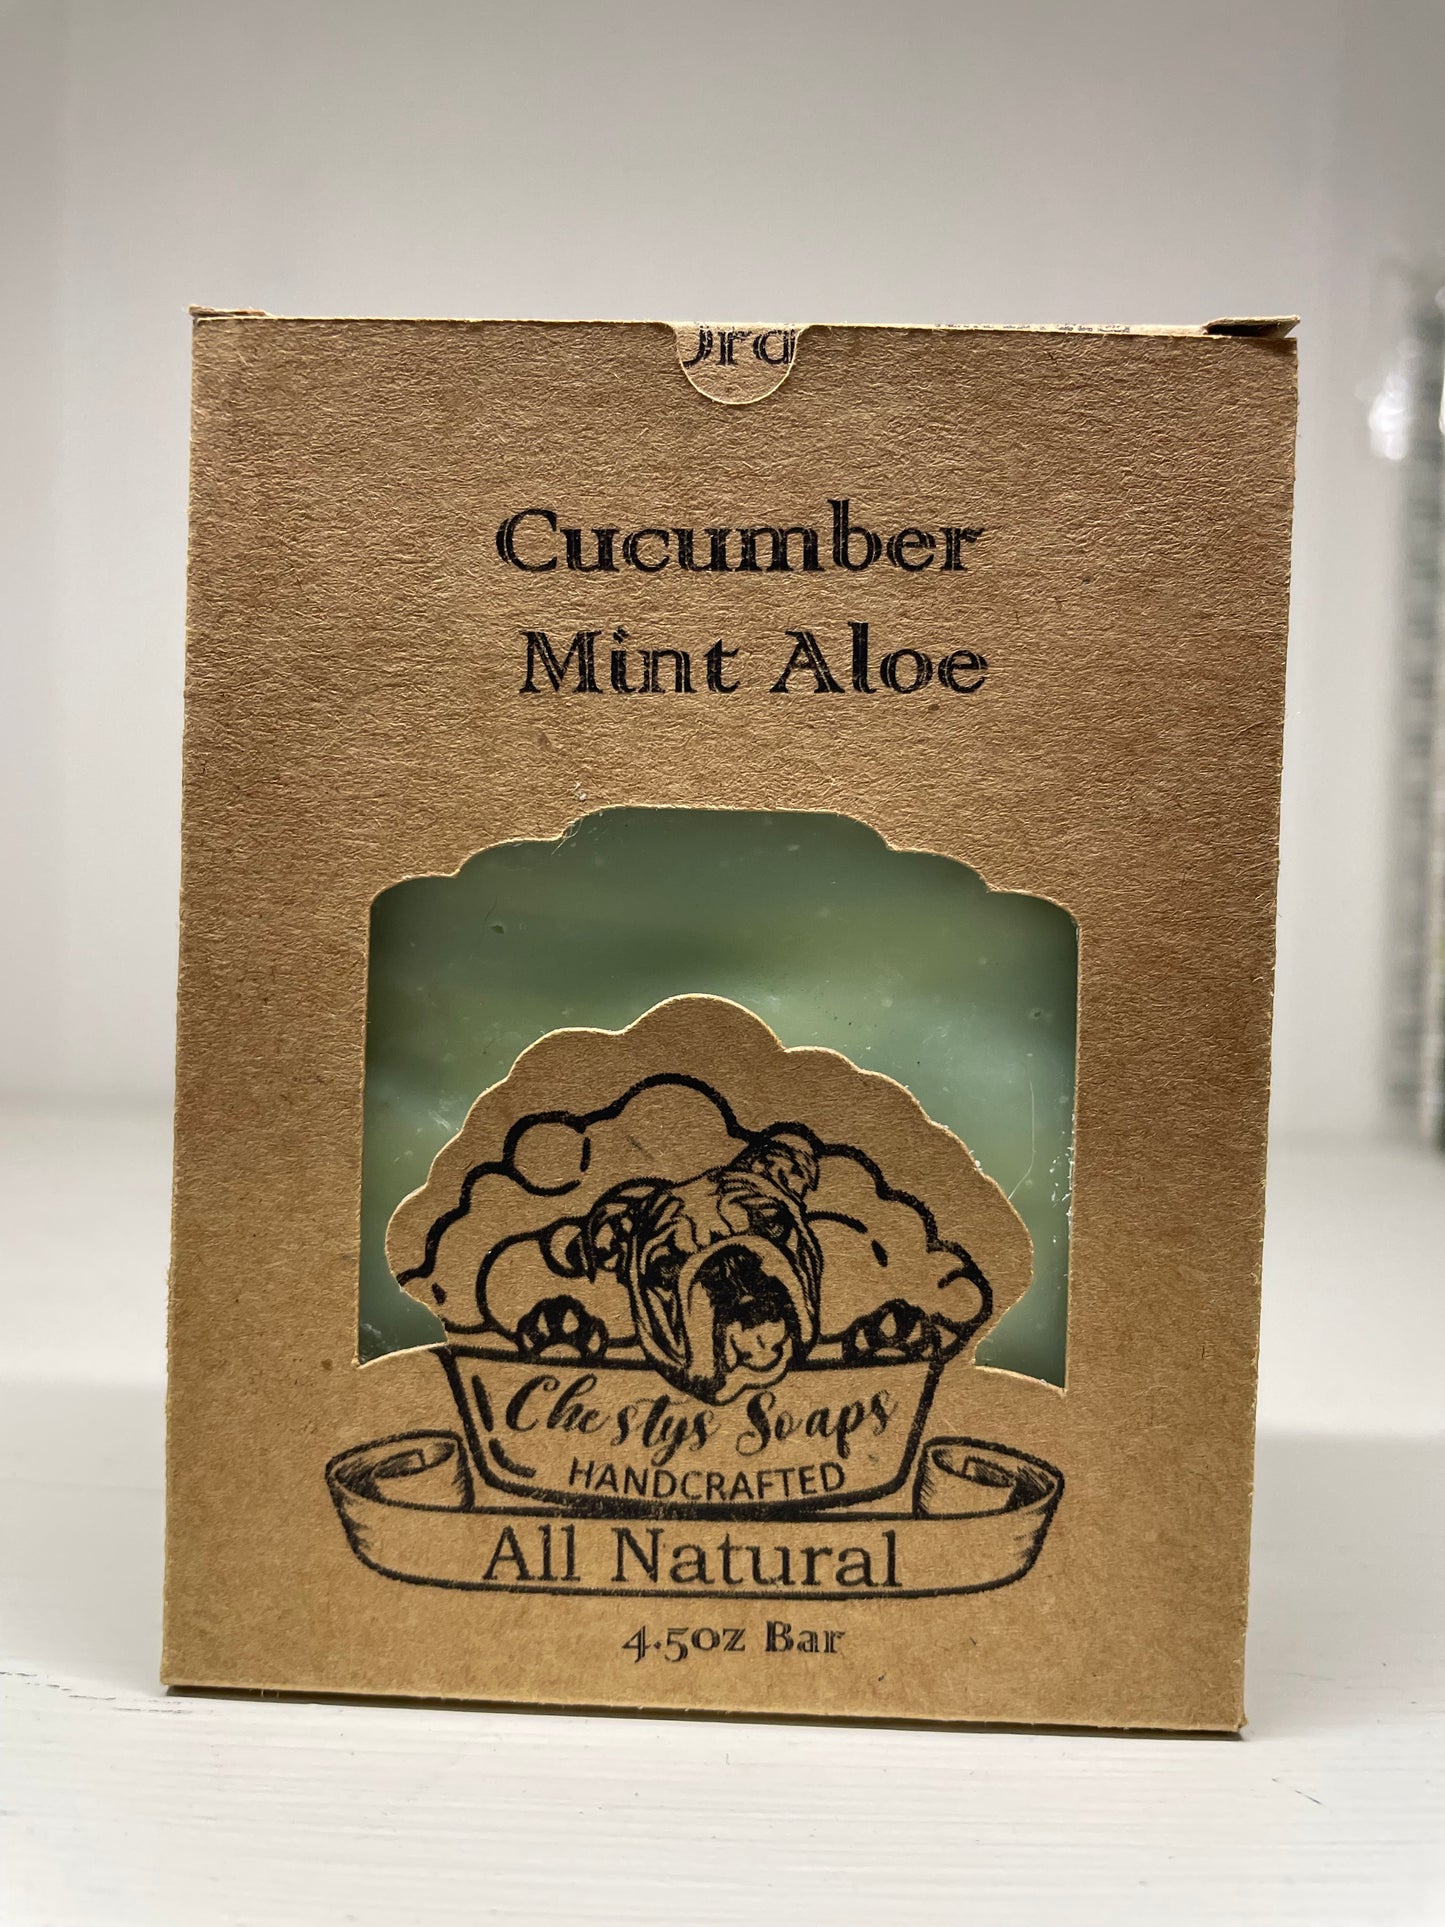 Cucumber
Mint Aloe
Chestys Soaps
HANDCRAFTED
All Natural
4.5oz Bar